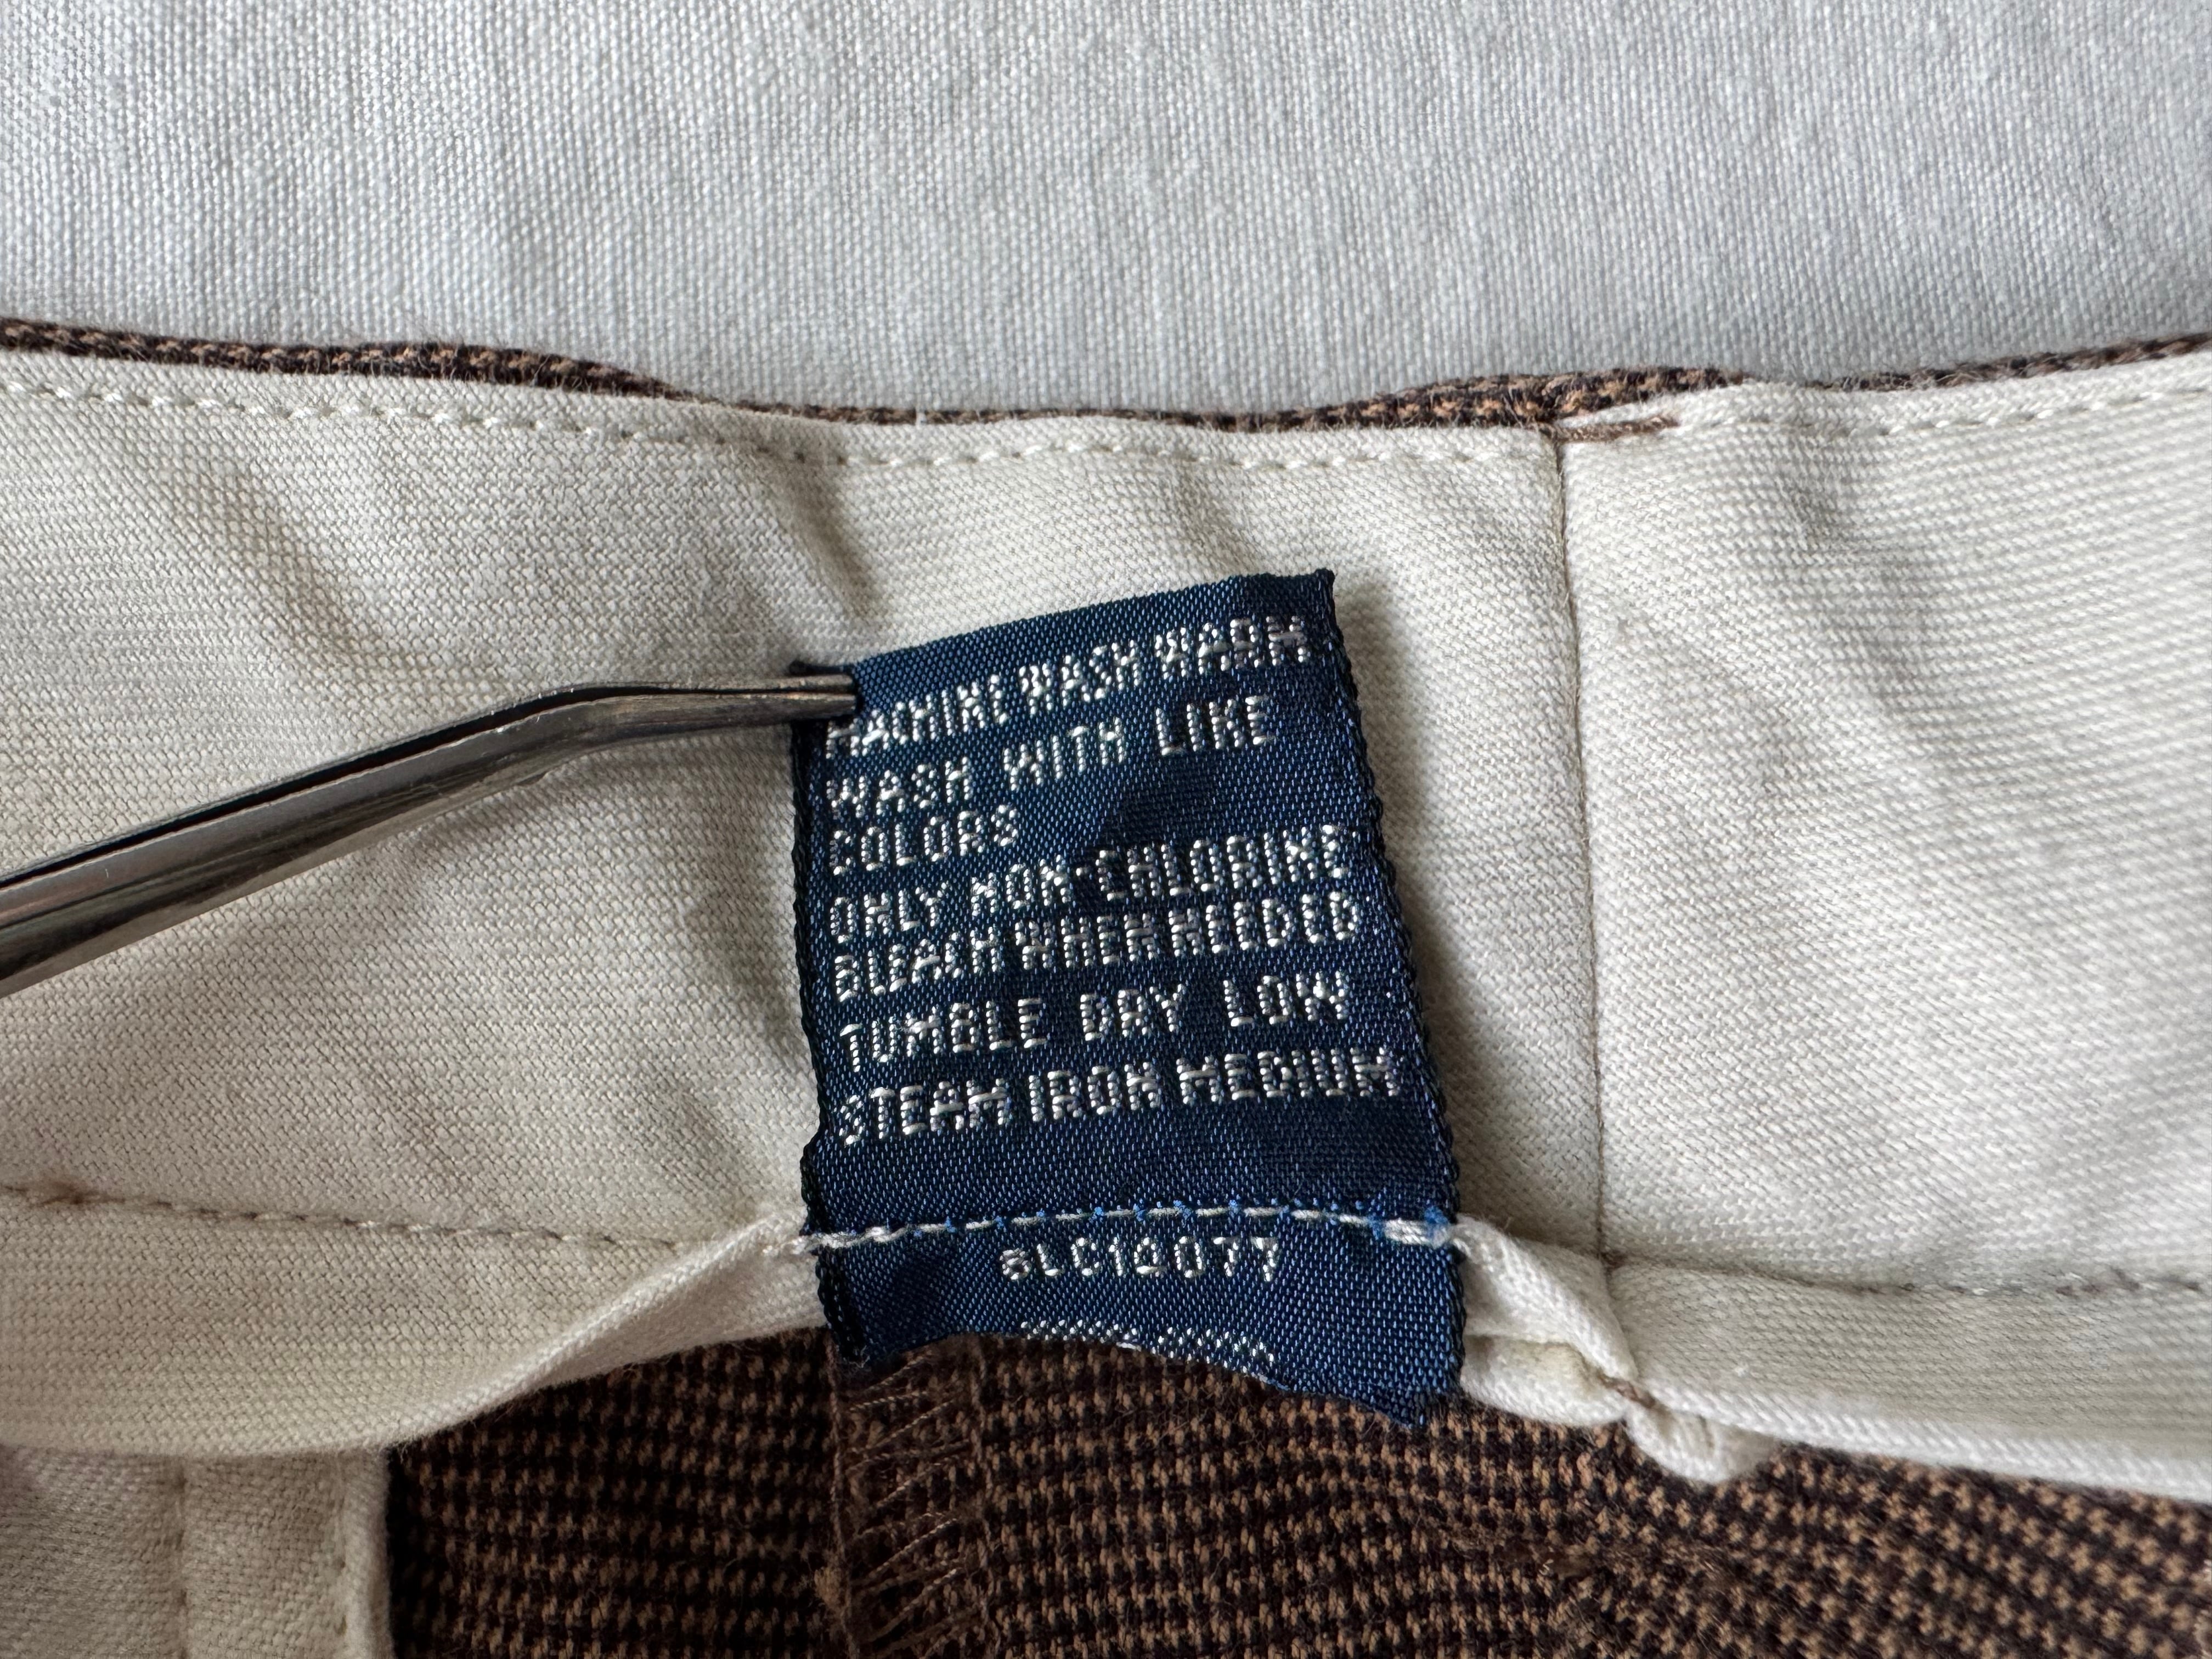 MACHINE WASH WARM
WASH WITH LIKE
COLORS
ONLY NON-CHLORINE
BLEACH WHEN NEEDED
TUMBLE DRY LOW
STEAM IRON MEDIUM